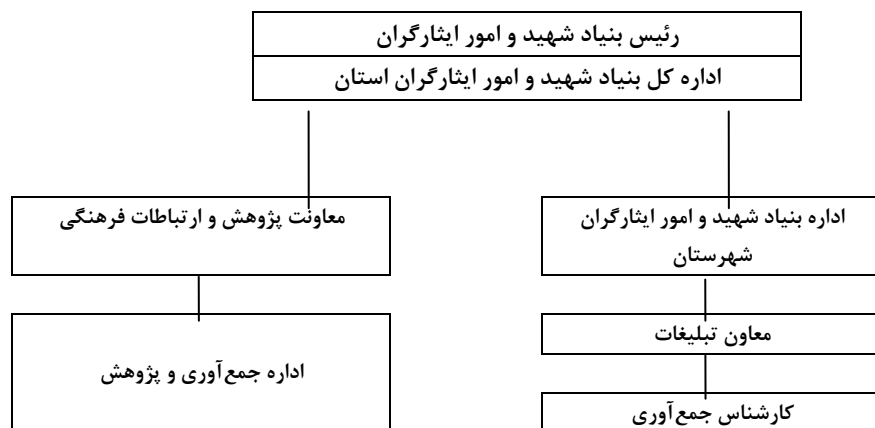 رئیس بنیاد شهید و امور ایثارگران
اداره کل بنیاد شهید و امور ایثارگران استان
اداره بنیاد شهید و امور ایثارگران
شهرستان
معاونت پژوهش و ارتباطات فرهنگی
معاون تبلیغات
اداره جمع‌آوری و پژوهش
کارشناس جمع‌آوری